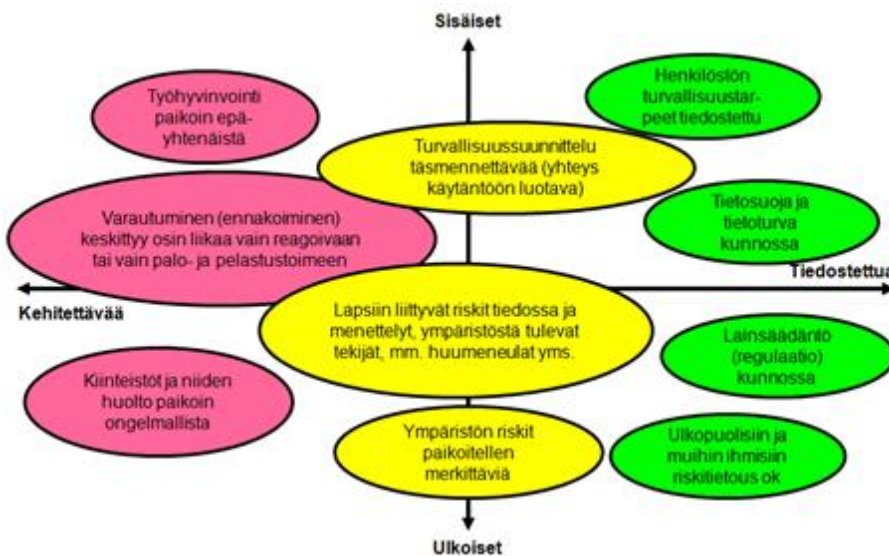 Sisäiset
Työhyvinvointi
paikoin epä-
yhtenäistä
Henkilöstön
turvallisuustar-
peet tiedostettu
Turvallisuussuunnittelu
täsmennettävää (yhteys
käytäntöön luotava)
Varautuminen (ennakoiminen)
keskittyy osin liikaa vain reagoivaan
tai vain palo- ja pelastustoimeen
Tietosuoja ja
tietoturva
kunnossa
Tiedostettua
Kehitettävää
Lapsiin liittyvät riskit tiedossa ja
menettelyt, ympäristöstä tulevat
tekijät, mm. huumeneulat yms.
Lainsäädäntö
(regulaatio)
kunnossa
Kiinteistöt ja niiden
huolto paikoin
ongelmallista
Ympäristön riskit
paikoitellen
merkittäviä
Ulkopuolisiin ja
muihin ihmisiin
riskitietous ok
Ulkoiset